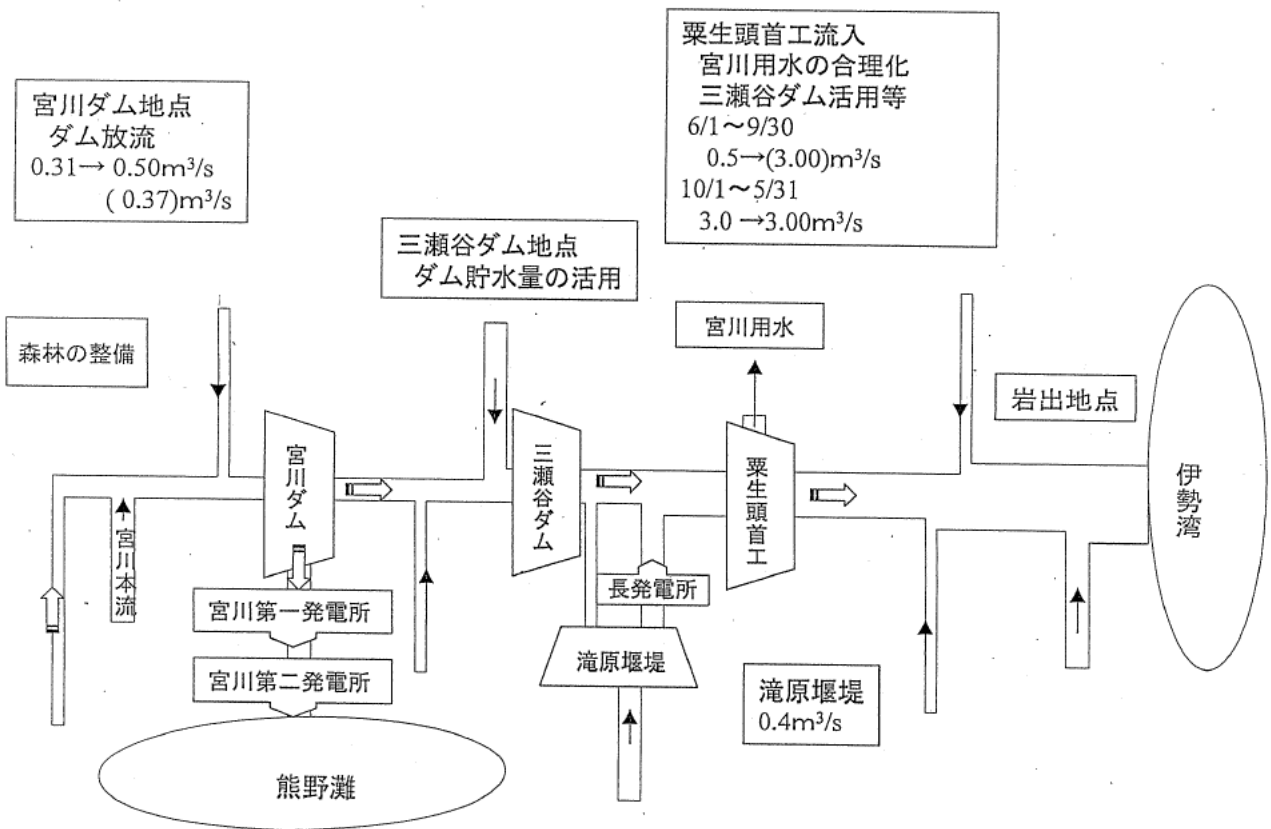 粟生頭首工流入
宮川用水の合理化
三瀬谷ダム活用等
6/1～9/30
0.5→(3.00)m³/s
10/1～5/31
3.0→3.00m³/s
宮川ダム地点
ダム放流
0.31→ 0.50m³/s
( 0.37)m³/s
三瀬谷ダム地点
ダム貯水量の活用
森林の整備
宮川用水
岩出地点
宮川ダム
三瀬谷ダム
粟生頭首工
伊勢湾
宮川本流
長発電所
宮川第一発電所
滝原堰堤
宮川第二発電所
滝原堰堤
0.4m³/s
熊野灘